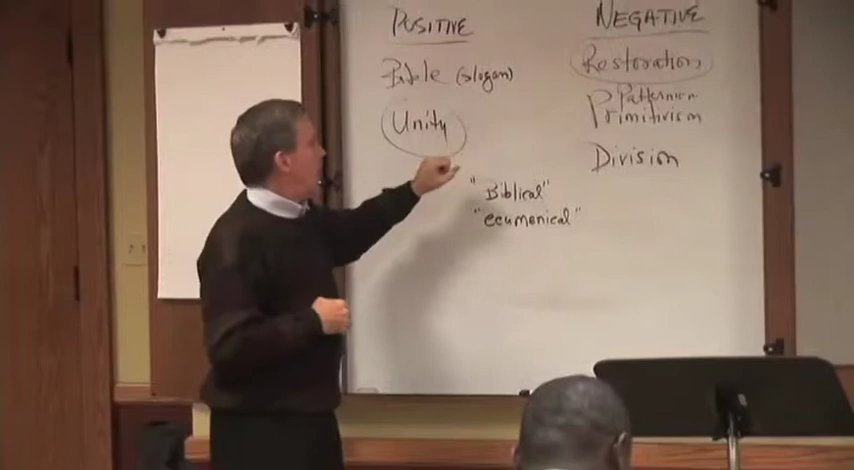 POSITIVE
Bible (slogan)
Unity
"Biblical"
"ecumenical"
NEGATIVE
Restoration
Patternism
Primitivism
Division